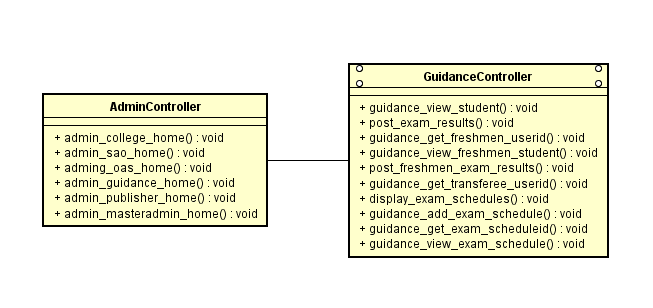 AdminController
+ admin_college_home() : void
+ admin_sao_home() : void
+ adming_oas_home() : void
+ admin_guidance_home() : void
+ admin_publisher_home() : void
+ admin_masteradmin_home() : void
GuidanceController
+ guidance_view_student() : void
+ post_exam_results() : void
+ guidance_get_freshmen_userid() : void
+ guidance_view_freshmen_student() : void
+ post_freshmen_exam_results() : void
+ guidance_get_transferee_userid() : void
+ display_exam_schedules() : void
+ guidance_add_exam_schedule() : void
+ guidance_get_exam_scheduleid() : void
+ guidance_view_exam_schedule() : void